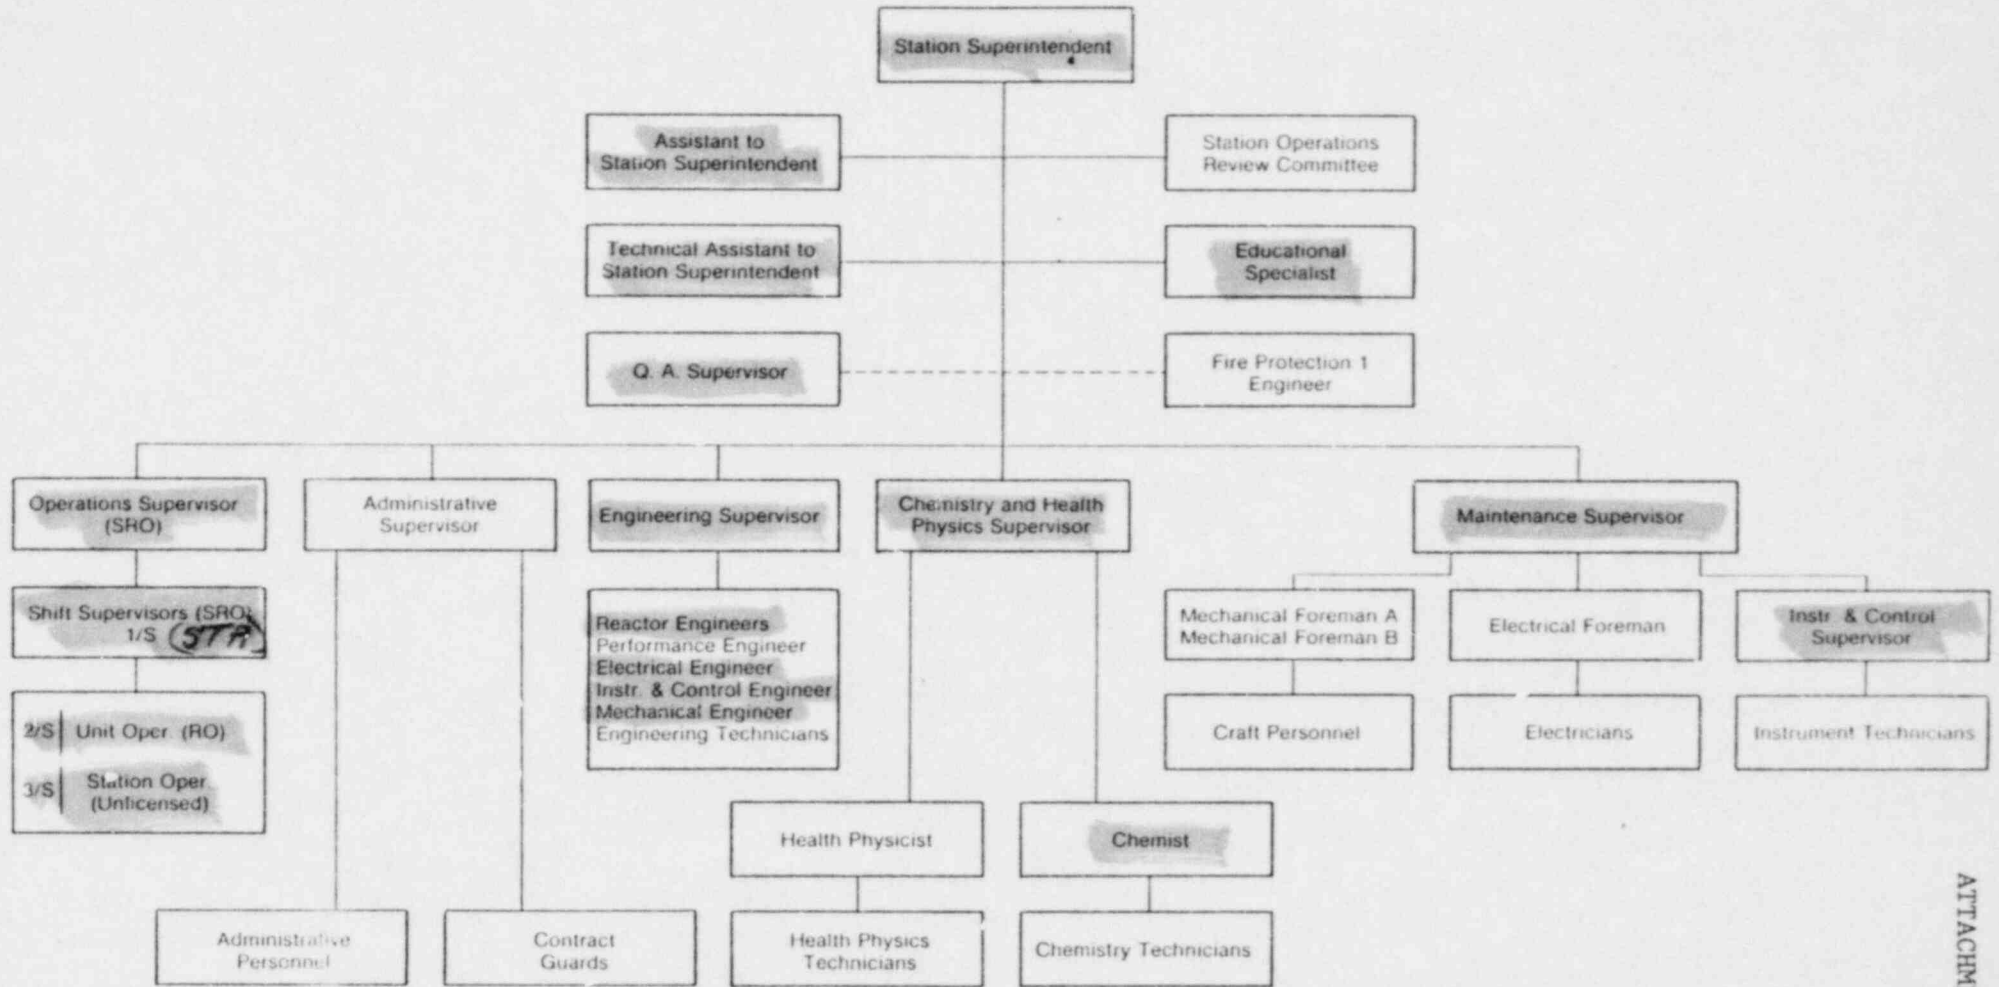 Station Superintendent
Assistant to
Station Superintendent
Station Operations
Review Committee
Technical Assistant to
Station Superintendent
Educational
Specialist
Q. A. Supervisor
Fire Protection 1
Engineer
Operations Supervisor
(SRO)
Administrative
Supervisor
Engineering Supervisor
Chemistry and Health
Physics Supervisor
Maintenance Supervisor
Shift Supervisors (SRO)
1/S (STA)
Reactor Engineers
Performance Engineer
Electrical Engineer
Instr. & Control Engineer
Mechanical Engineer
Engineering Technicians
Mechanical Foreman A
Mechanical Foreman B
Electrical Foreman
Instr & Control
Supervisor
2/S Unit Oper. (RO)
3/S Station Oper
(Unlicensed)
Craft Personnel
Electricians
Instrument Technicians
Health Physicist
Chemist
Administrative
Personnel
Contract
Guards
Health Physics
Technicians
Chemistry Technicians
ATTACHM